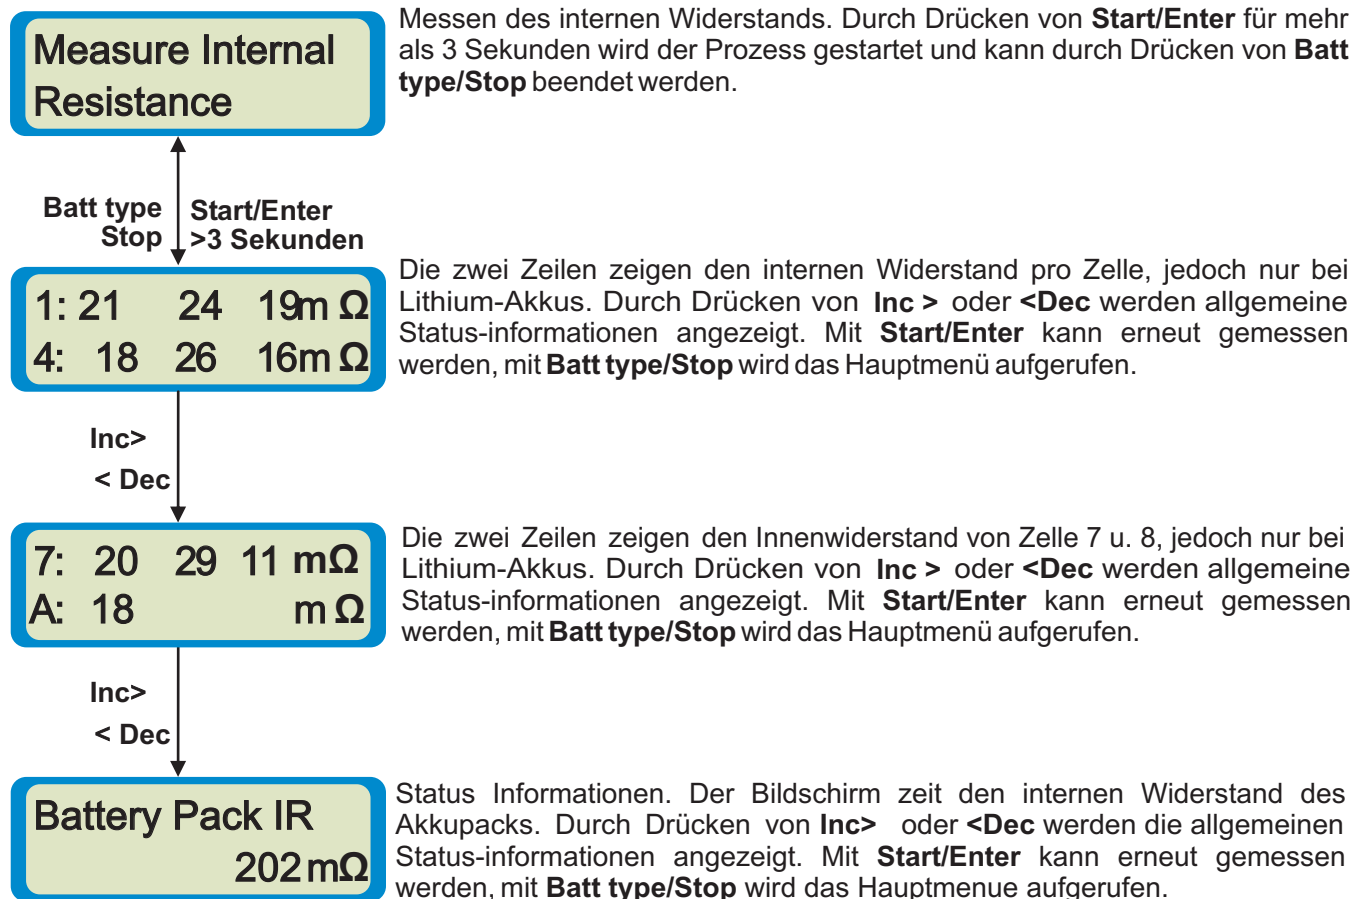 Measure Internal
Resistance
Messen des internen Widerstands. Durch Drücken von Start/Enter für mehr
als 3 Sekunden wird der Prozess gestartet und kann durch Drücken von Batt
type/Stop beendet werden.
Batt type
Stop
Start/Enter
>3 Sekunden
1: 21 24 19m Ω
4: 18 26 16m Ω
Die zwei Zeilen zeigen den internen Widerstand pro Zelle, jedoch nur bei
Lithium-Akkus. Durch Drücken von Inc > oder <Dec werden allgemeine
Status-informationen angezeigt. Mit Start/Enter kann erneut gemessen
werden, mit Batt type/Stop wird das Hauptmenü aufgerufen.
Inc>
< Dec
7: 20 29 11 mΩ
A: 18 m Ω
Die zwei Zeilen zeigen den Innenwiderstand von Zelle 7 u. 8, jedoch nur bei
Lithium-Akkus. Durch Drücken von Inc > oder <Dec werden allgemeine
Status-informationen angezeigt. Mit Start/Enter kann erneut gemessen
werden, mit Batt type/Stop wird das Hauptmenü aufgerufen.
Inc>
< Dec
Battery Pack IR
202 mΩ
Status Informationen. Der Bildschirm zeit den internen Widerstand des
Akkupacks. Durch Drücken von Inc> oder <Dec werden die allgemeinen
Status-informationen angezeigt. Mit Start/Enter kann erneut gemessen
werden, mit Batt type/Stop wird das Hauptmenue aufgerufen.